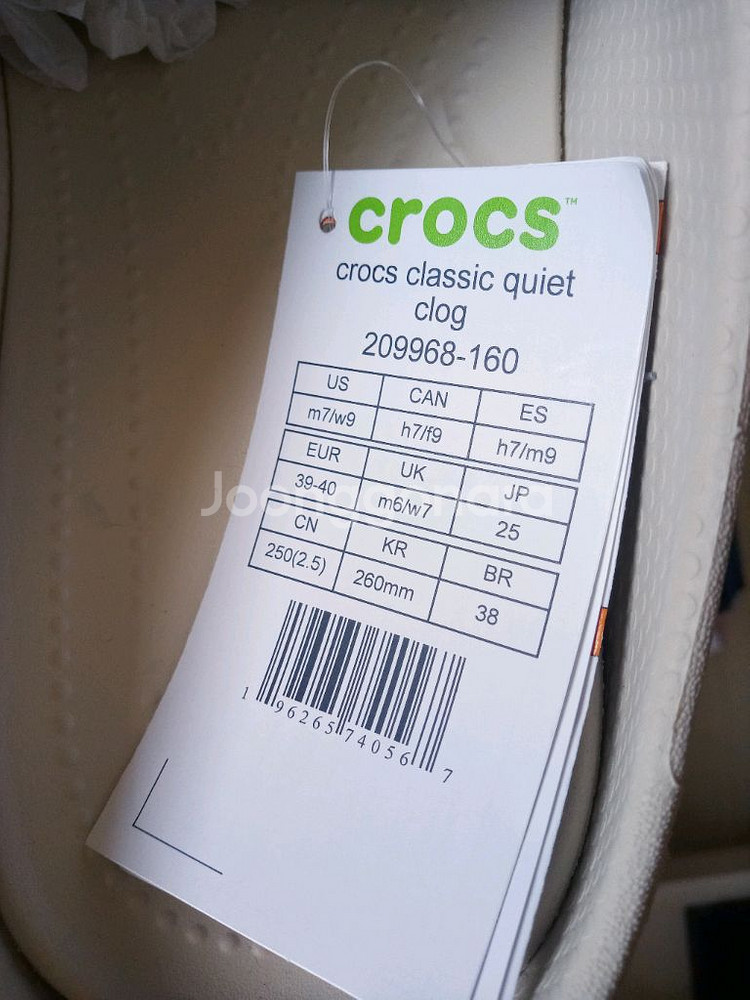 crocs™
crocs classic quiet
clog
209968-160
US CAN ES
m7/w9 h7/f9 h7/m9
EUR UK JP
39-40 m6/w7 25
CN KR BR
250(2.5) 260mm 38
1 96265 74056 7
Joonggonara